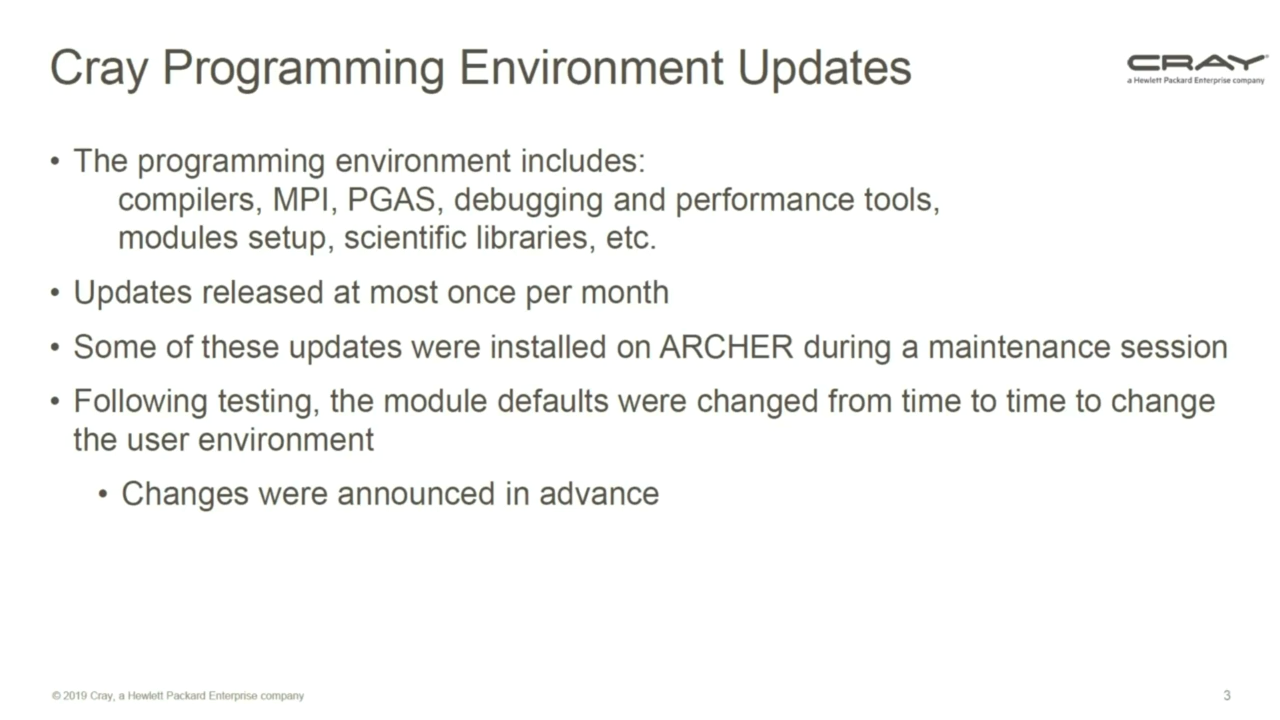 Cray Programming Environment Updates
CRAY
a Hewlett Packard Enterprise company
• The programming environment includes:
compilers, MPI, PGAS, debugging and performance tools,
modules setup, scientific libraries, etc.
• Updates released at most once per month
• Some of these updates were installed on ARCHER during a maintenance session
• Following testing, the module defaults were changed from time to time to change
the user environment
• Changes were announced in advance
© 2019 Cray, a Hewlett Packard Enterprise company
3